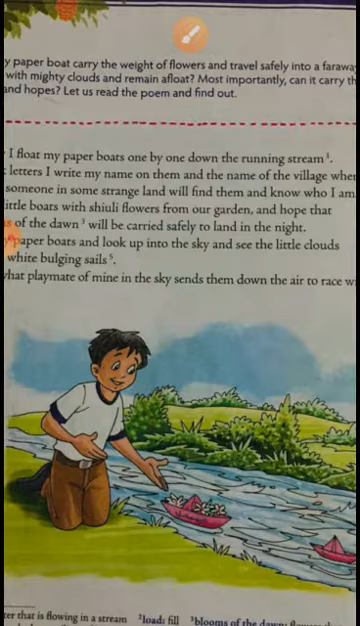 y paper boat carry the weight of flowers and travel safely into a faraway
with mighty clouds and remain afloat? Most importantly, can it carry th
and hopes? Let us read the poem and find out.
I float my paper boats one by one down the running stream¹.
letters I write my name on them and the name of the village wher
someone in some strange land will find them and know who I am
little boats with shiuli flowers from our garden, and hope that
s of the dawn³ will be carried safely to land in the night.
paper boats and look up into the sky and see the little clouds
white bulging sails⁵.
what playmate of mine in the sky sends them down the air to race w
ter that is flowing in a stream ²load: fill ³blooms of the dawn: